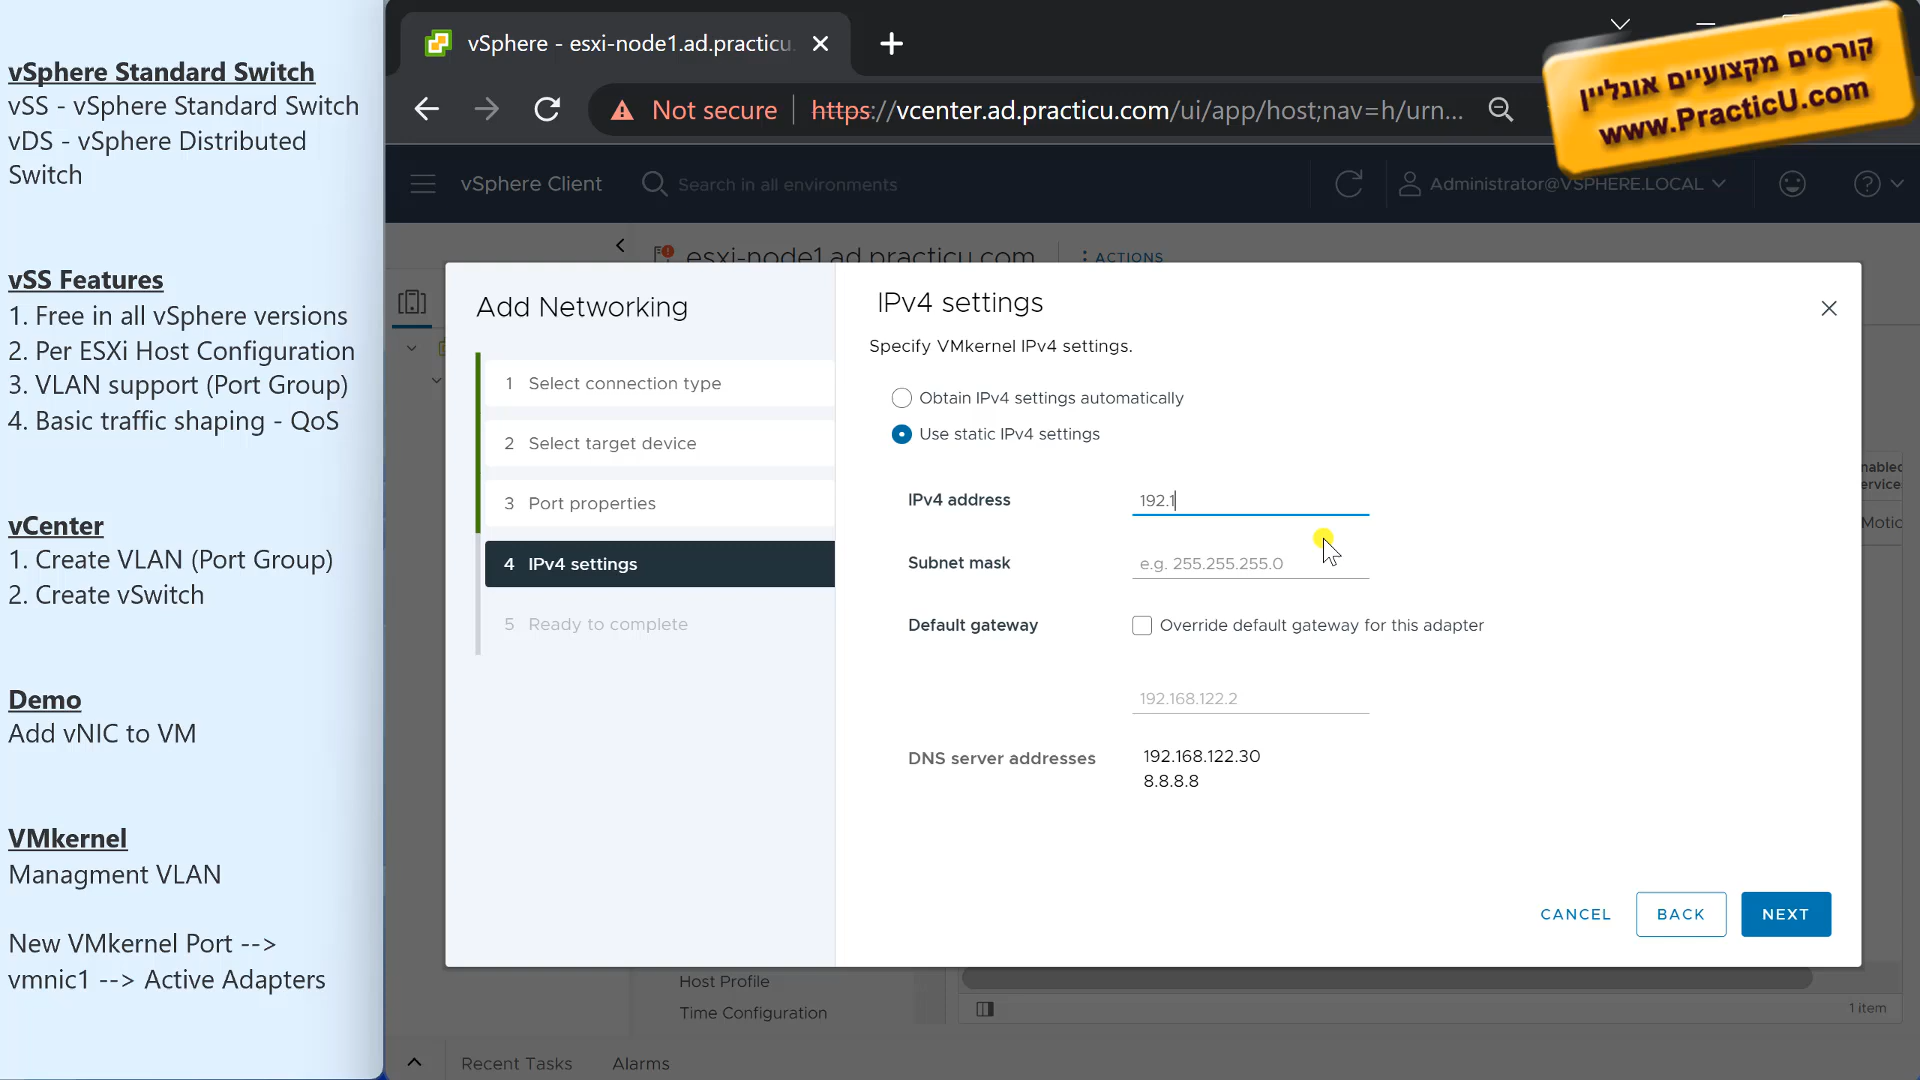 vSphere Standard Switch
vSS - vSphere Standard Switch
vDS - vSphere Distributed
Switch
vSS Features
1. Free in all vSphere versions
2. Per ESXi Host Configuration
3. VLAN support (Port Group)
4. Basic traffic shaping - QoS
vCenter
1. Create VLAN (Port Group)
2. Create vSwitch
Demo
Add vNIC to VM
VMkernel
Managment VLAN
New VMkernel Port -->
vmnic1 --> Active Adapters
vSphere - esxi-node1.ad.practicu.
Not secure
https://vcenter.ad.practicu.com/ui/app/host;nav=h/urn...
קורסים מקצועיים אונליין
www.PracticU.com
vSphere Client
Search in all environments
Administrator@VSPHERE.LOCAL
esxi-node1.ad.practicu.com
ACTIONS
Add Networking
1 Select connection type
2 Select target device
3 Port properties
4 IPv4 settings
5 Ready to complete
IPv4 settings
Specify VMkernel IPv4 settings.
Obtain IPv4 settings automatically
Use static IPv4 settings
IPv4 address
192.1
Subnet mask
e.g. 255.255.255.0
Default gateway
Override default gateway for this adapter
192.168.122.2
DNS server addresses
192.168.122.30
8.8.8.8
CANCEL
BACK
NEXT
Host Profile
Time Configuration
1 item
Recent Tasks
Alarms